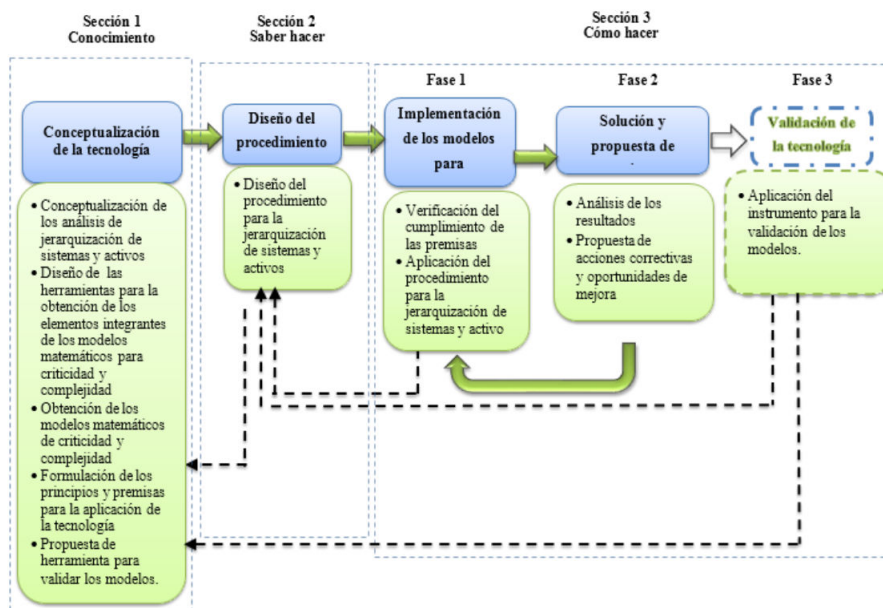 Sección 1
Conocimiento
Sección 2
Saber hacer
Sección 3
Cómo hacer
Fase 1
Fase 2
Fase 3
Conceptualización
de la tecnología
Diseño del
procedimiento
Implementación
de los modelos
para
Solución y
propuesta de
.
Validación de
la tecnología
• Conceptualización de
los análisis de
jerarquización de
sistemas y activos
• Diseño de las
herramientas para la
obtención de los
elementos integrantes
de los modelos
matemáticos para
criticidad y
complejidad
• Obtención de los
modelos matemáticos
de criticidad y
complejidad
• Formulación de los
principios y premisas
para la aplicación de
la tecnología
• Propuesta de
herramienta para
validar los modelos.
• Diseño del
procedimiento
para la
jerarquización
de sistemas y
activos
• Verificación del
cumplimiento de
las premisas
• Aplicación del
procedimiento
para la
jerarquización de
sistemas y activo
• Análisis de los
resultados
• Propuesta de
acciones correctivas
y oportunidades de
mejora
• Aplicación del
instrumento para la
validación de los
modelos.